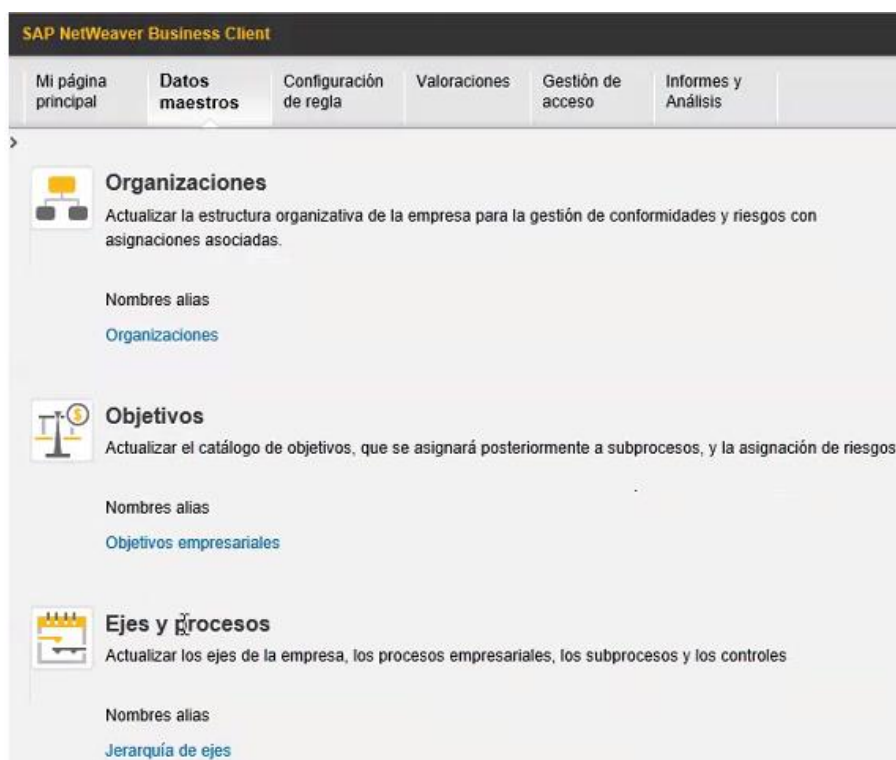 SAP NetWeaver Business Client
Mi página
principal
Datos
maestros
Configuración
de regla
Valoraciones
Gestión de
acceso
Informes y
Análisis
Organizaciones
Actualizar la estructura organizativa de la empresa para la gestión de conformidades y riesgos con
asignaciones asociadas.
Nombres alias
Organizaciones
Objetivos
Actualizar el catálogo de objetivos, que se asignará posteriormente a subprocesos, y la asignación de riesgos
Nombres alias
Objetivos empresariales
Ejes y procesos
Actualizar los ejes de la empresa, los procesos empresariales, los subprocesos y los controles
Nombres alias
Jerarquía de ejes